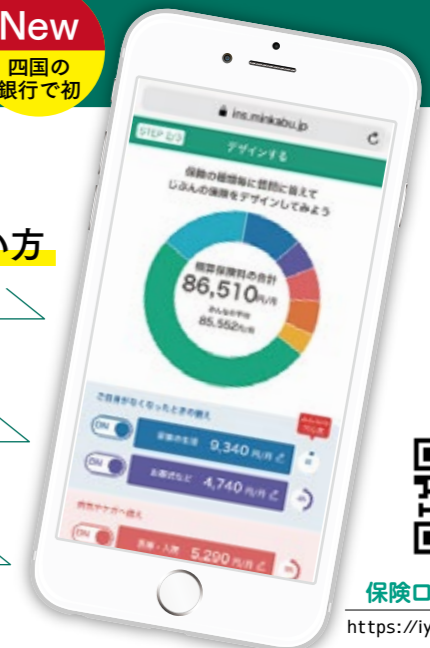 New
四国の
銀行で初
い方
ins.minkabu.jp
STEP 2/3
デザインする
保険の種類毎に質問に答えて
じぶんの保険をデザインしてみよう
概算保険料の合計
86,510円/月
みんなの平均
85,552円/月
ご自身がなくなったときの備え
ON
家族の生活 9,340円/月
ON
お葬式など 4,740円/月
病気やケガへ備え
ON
医療・入院 5,290円/月
保険ロ
https://iy